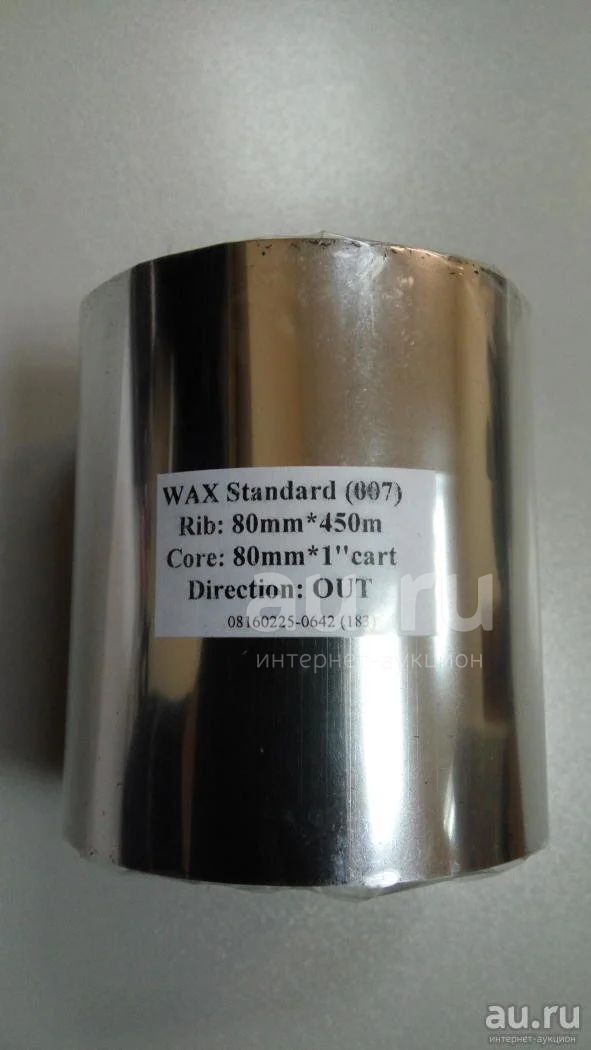 WAX Standard (007)
Rib: 80mm*450m
Core: 80mm*1"cart
Direction: OUT
08160225-0642 (183)
au.ru
интернет-аукцион
au.ru
интернет-аукцион